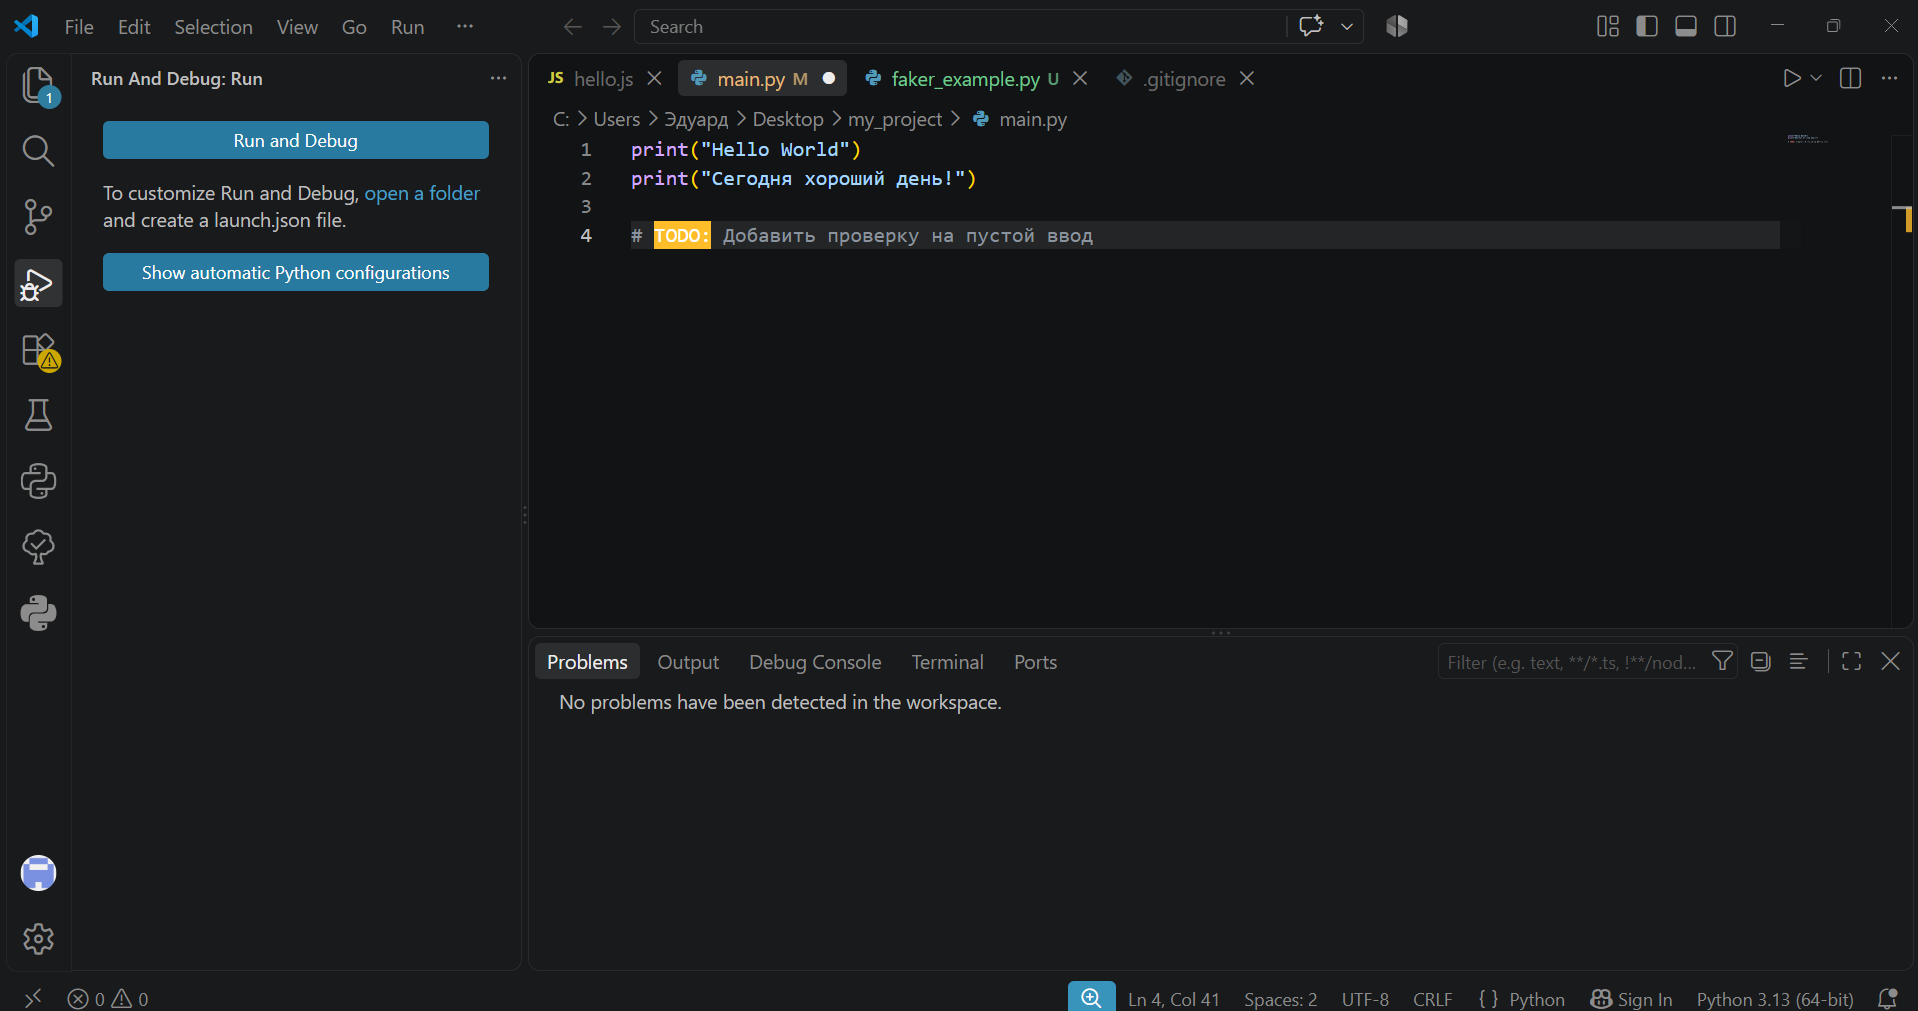 File Edit Selection View Go Run ··· Search
Run And Debug: Run ···
Run and Debug
To customize Run and Debug, open a folder
and create a launch.json file.
Show automatic Python configurations
1
JS hello.js main.py M faker_example.py U .gitignore ···
C: > Users > Эдуард > Desktop > my_project > main.py
1 print("Hello World")
2 print("Сегодня хороший день!")
3
4 # TODO: Добавить проверку на пустой ввод
Problems Output Debug Console Terminal Ports Filter (e.g. text, **/*.ts, !**/nod...
No problems have been detected in the workspace.
0 0 Ln 4, Col 41 Spaces: 2 UTF-8 CRLF { } Python Sign In Python 3.13 (64-bit)